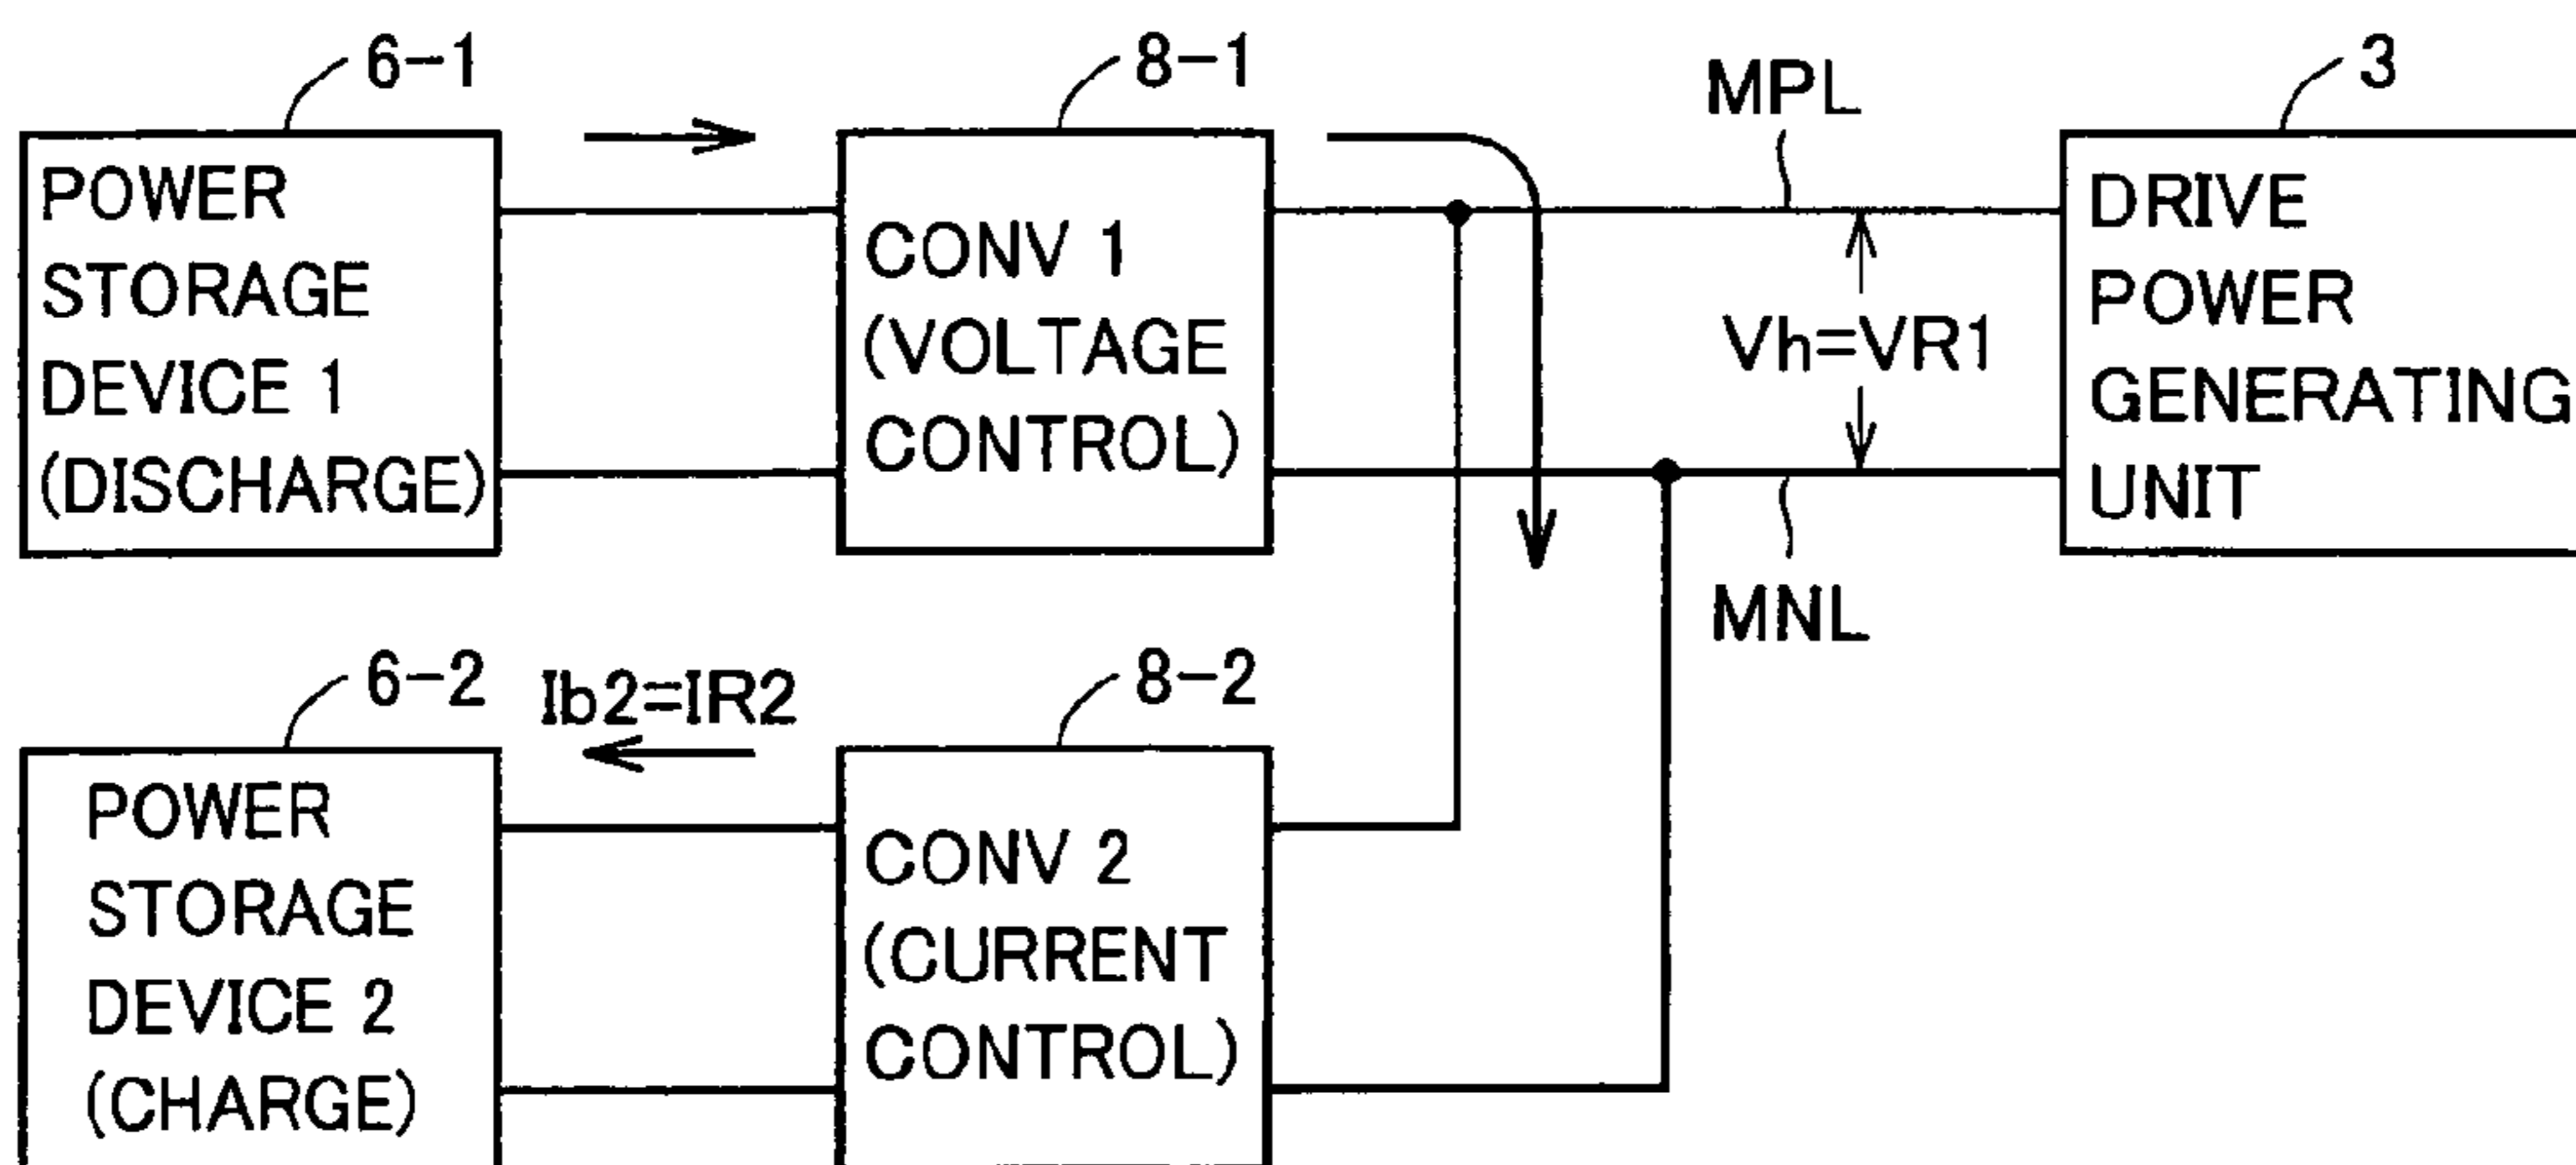 6-1
8-1
MPL
3
POWER
STORAGE
DEVICE 1
(DISCHARGE)
CONV 1
(VOLTAGE
CONTROL)
Vh=VR1
DRIVE
POWER
GENERATING
UNIT
MNL
6-2
Ib2=IR2
8-2
POWER
STORAGE
DEVICE 2
(CHARGE)
CONV 2
(CURRENT
CONTROL)